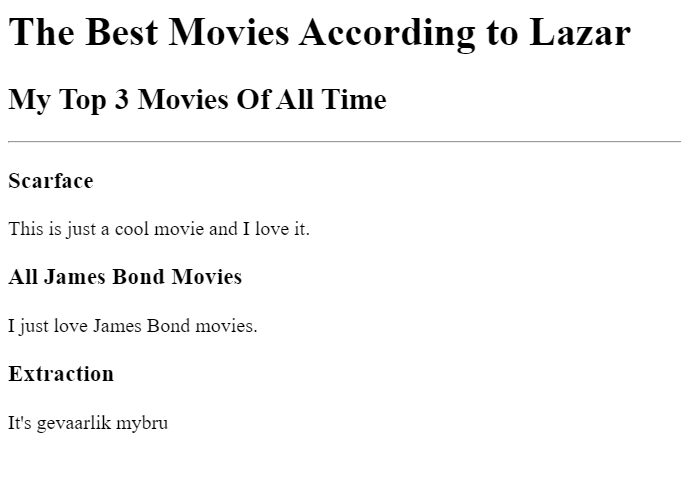 The Best Movies According to Lazar
My Top 3 Movies Of All Time
Scarface
This is just a cool movie and I love it.
All James Bond Movies
I just love James Bond movies.
Extraction
It's gevaarlik mybru